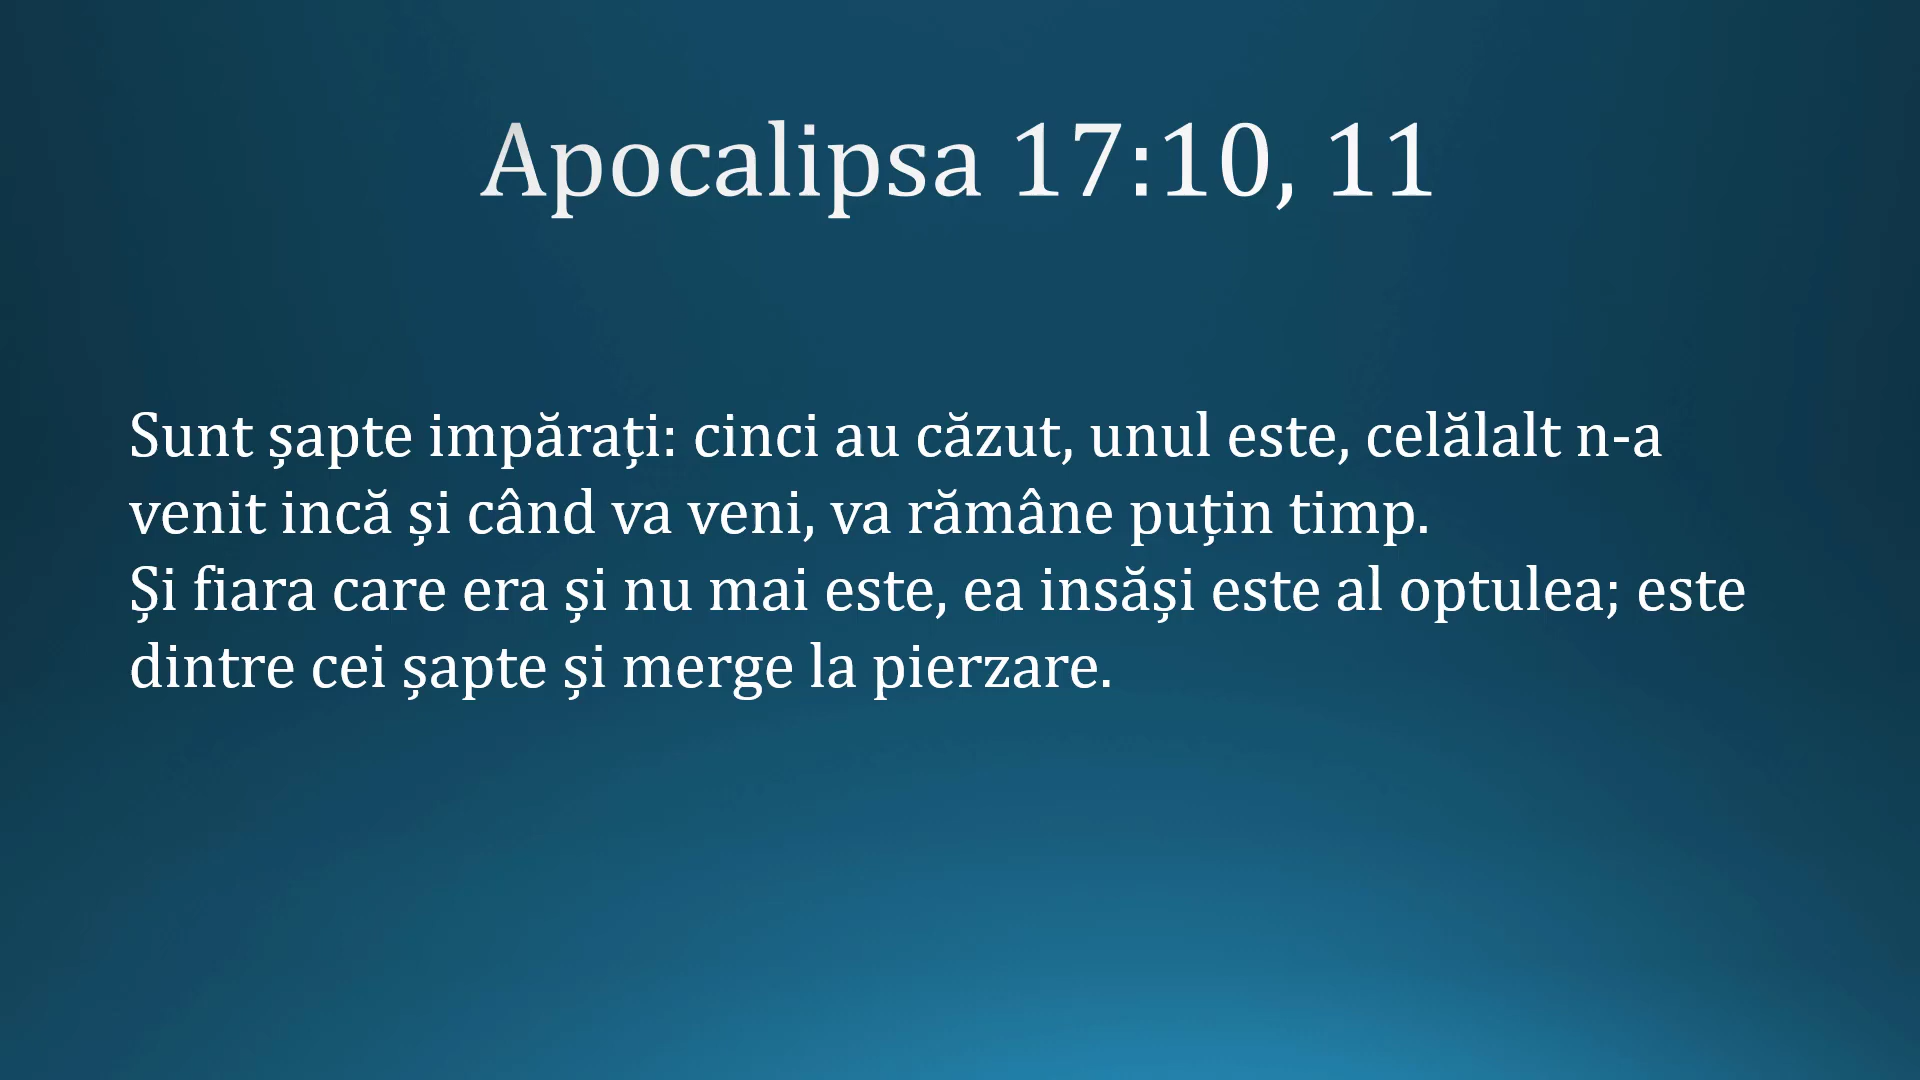 Apocalipsa 17:10, 11
Sunt șapte impărați: cinci au căzut, unul este, celălalt n-a
venit incă și când va veni, va rămâne puțin timp.
Și fiara care era și nu mai este, ea insăși este al optulea; este
dintre cei șapte și merge la pierzare.